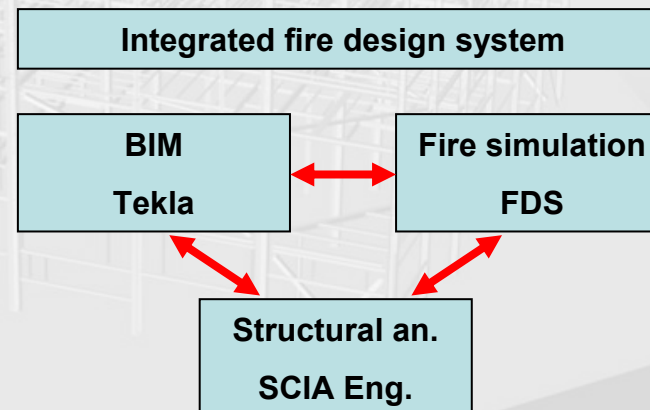 Integrated fire design system
BIM
Tekla
Fire simulation
FDS
Structural an.
SCIA Eng.